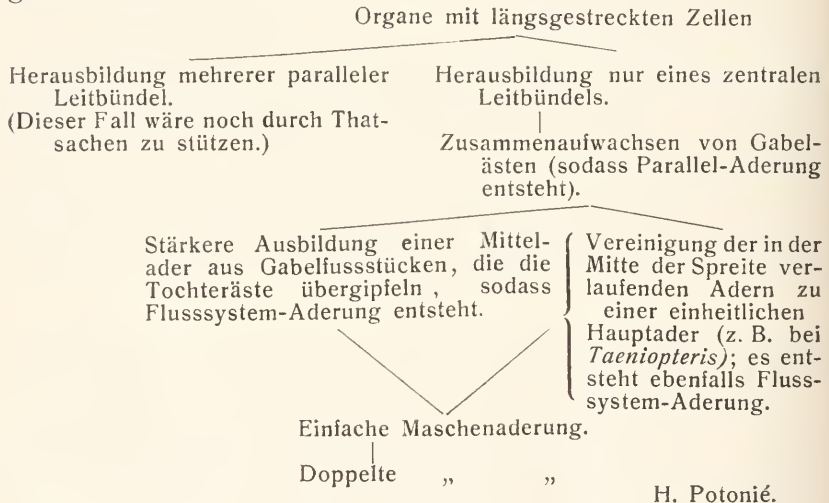 Organe mit längsgestreckten Zellen
Herausbildung mehrerer paralleler
Leitbündel.
(Dieser Fall wäre noch durch That-
sachen zu stützen.)
Herausbildung nur eines zentralen
Leitbündels.
Zusammenaufwachsen von Gabel-
ästen (sodass Parallel-Aderung
entsteht).
Stärkere Ausbildung einer Mittel-
ader aus Gabelfussstücken, die die
Tochteräste übergipfeln, sodass
Flusssystem-Aderung entsteht.
Vereinigung der in der
Mitte der Spreite ver-
laufenden Adern zu
einer einheitlichen
Hauptader (z. B. bei
Taeniopteris); es ent-
steht ebenfalls Fluss-
system-Aderung.
Einfache Maschenaderung.
Doppelte „ „
H. Potonié.